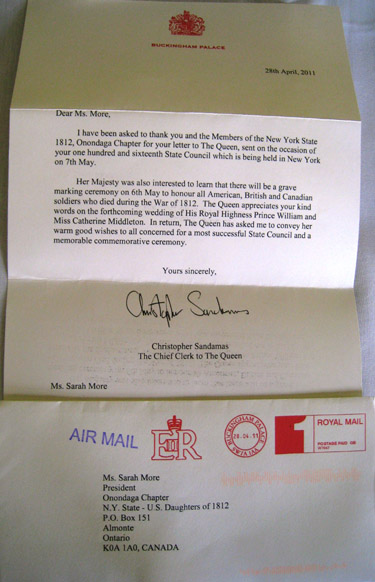 BUCKINGHAM PALACE
28th April, 2011
Dear Ms. More,
I have been asked to thank you and the Members of the New York State
1812, Onondaga Chapter for your letter to The Queen, sent on the occasion of
your one hundred and sixteenth State Council which is being held in New York
on 7th May.
Her Majesty was also interested to learn that there will be a grave
marking ceremony on 6th May to honour all American, British and Canadian
soldiers who died during the War of 1812. The Queen appreciates your kind
words on the forthcoming wedding of His Royal Highness Prince William and
Miss Catherine Middleton. In return, The Queen has asked me to convey her
warm good wishes to all concerned for a most successful State Council and a
memorable commemorative ceremony.
Yours sincerely,
Christopher Sandamas
Christopher Sandamas
The Chief Clerk to The Queen
Ms. Sarah More
AIR MAIL
EIIR
BUCKINGHAM PALACE
28.04.11
1
ROYAL MAIL
POSTAGE PAID GB
Ms. Sarah More
President
Onondaga Chapter
N.Y. State - U.S. Daughters of 1812
P.O. Box 151
Almonte
Ontario
K0A 1A0, CANADA